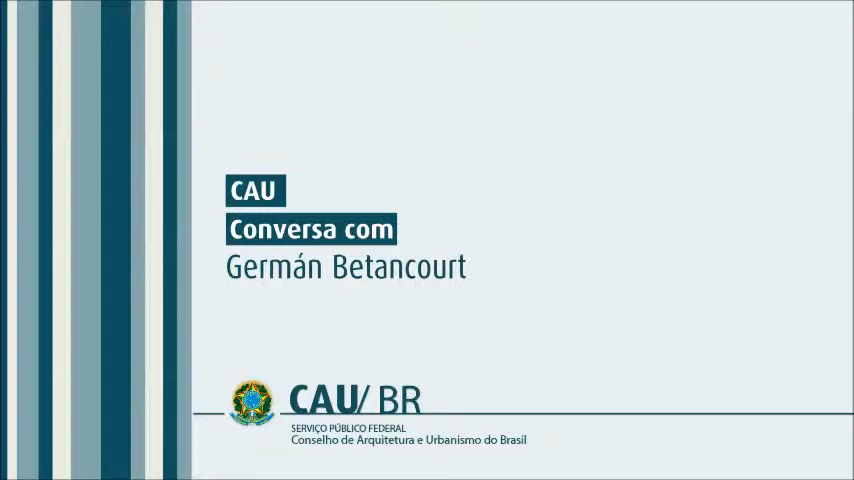 CAU
Conversa com
Germán Betancourt
CAU/BR
SERVIÇO PÚBLICO FEDERAL
Conselho de Arquitetura e Urbanismo do Brasil